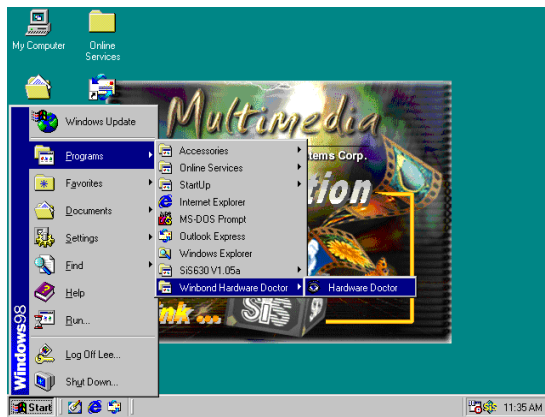 My Computer
Online
Services
Multimedia
tems Corp.
tion
ink ...
SiS
Windows98
Windows Update
Programs
Favorites
Documents
Settings
Find
Help
Run...
Log Off Lee...
Shut Down...
Accessories
Online Services
StartUp
Internet Explorer
MS-DOS Prompt
Outlook Express
Windows Explorer
SiS630 V1.05a
Winbond Hardware Doctor
Hardware Doctor
Start
11:35 AM